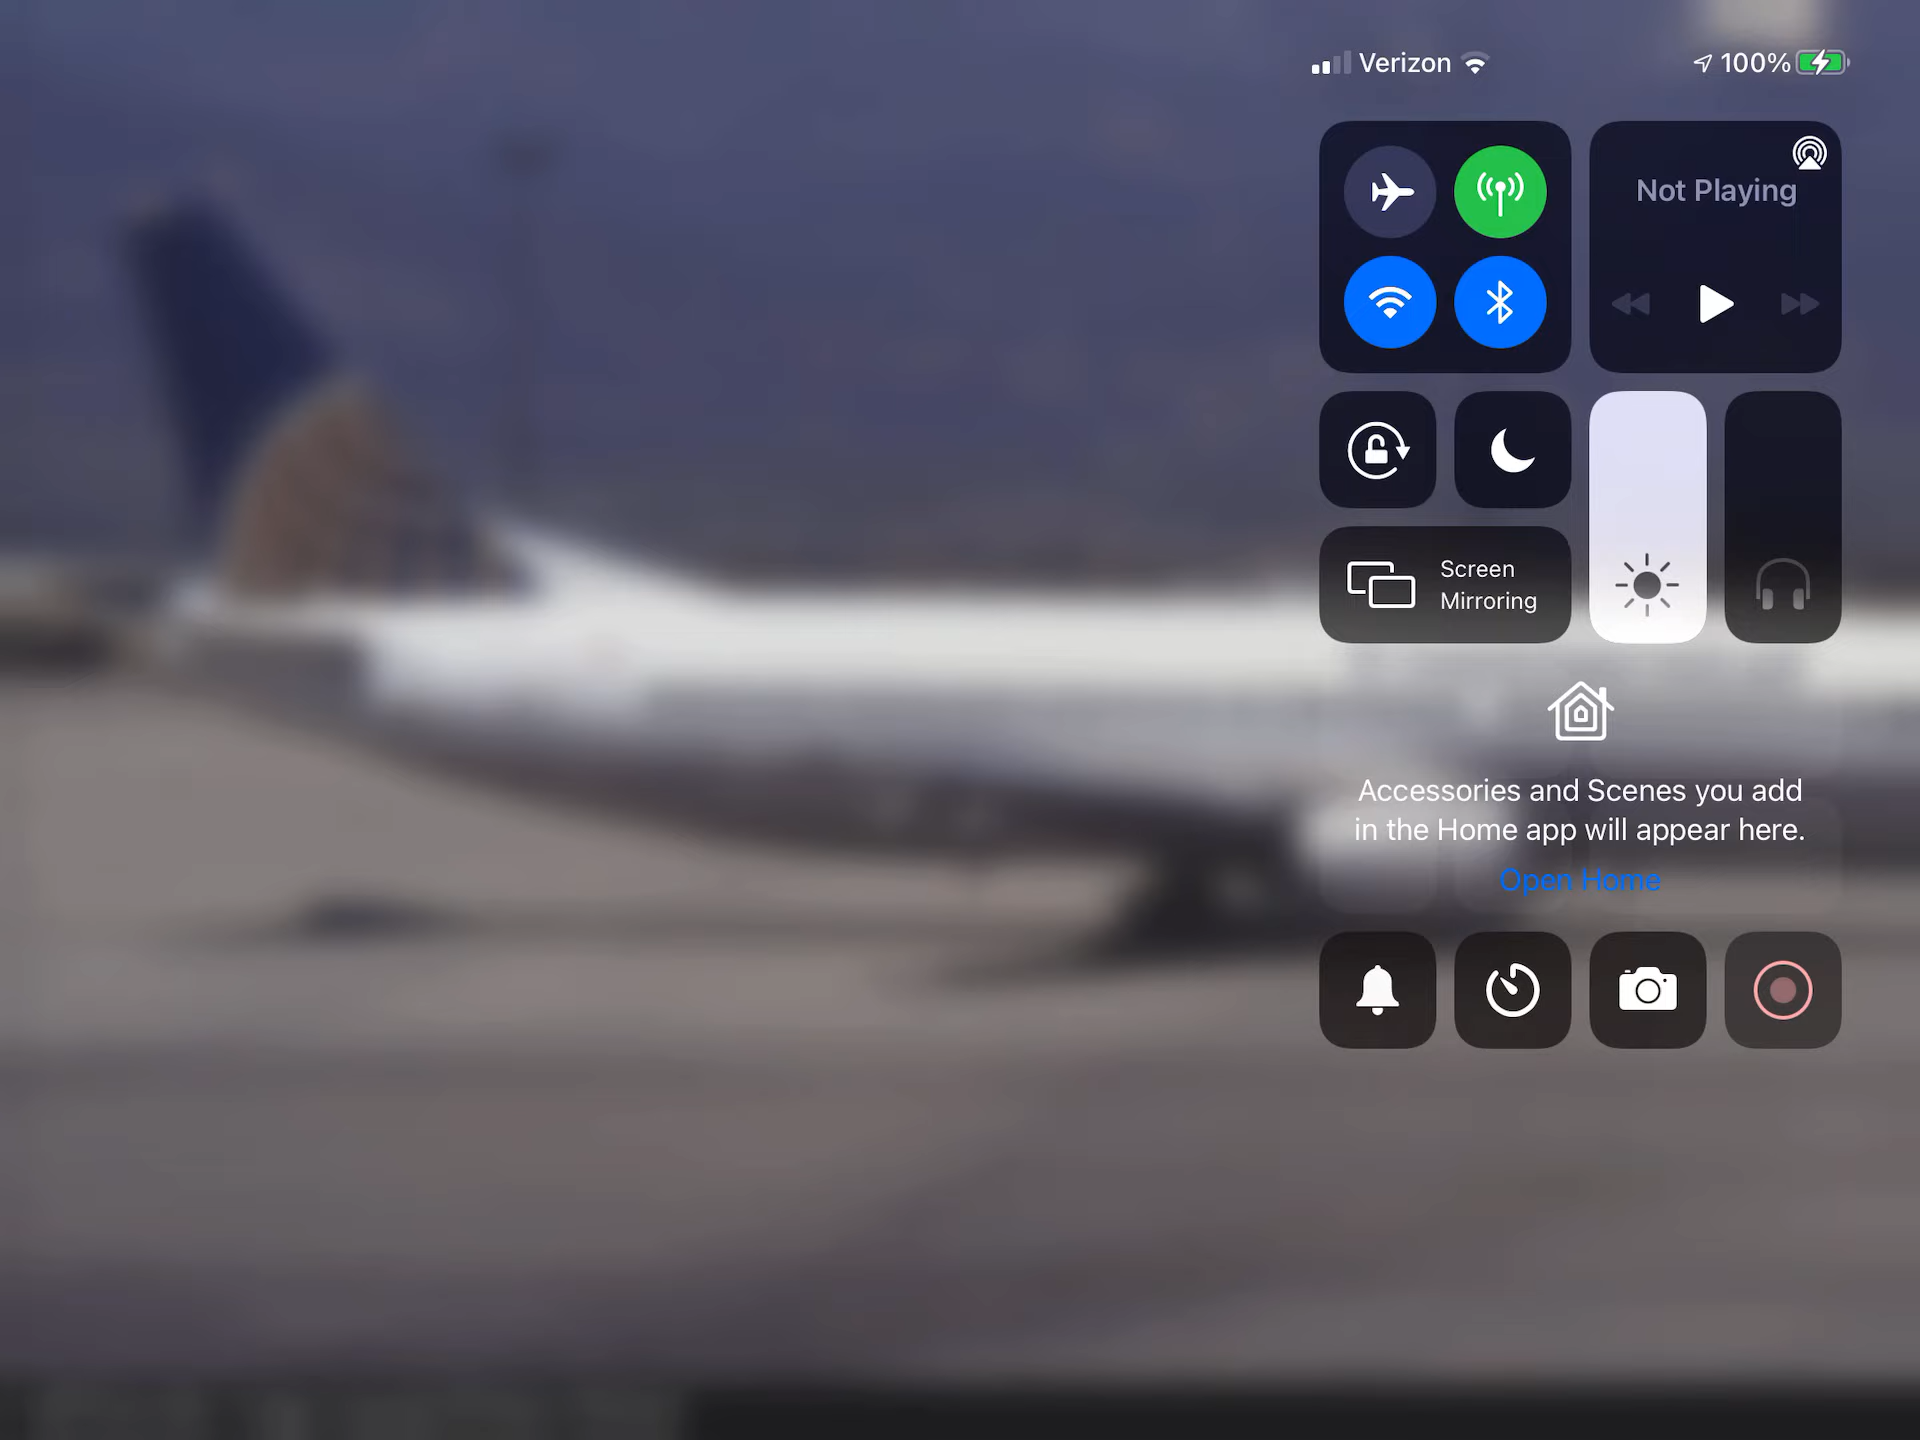 Verizon
100%
Not Playing
Screen
Mirroring
Accessories and Scenes you add
in the Home app will appear here.
Open Home